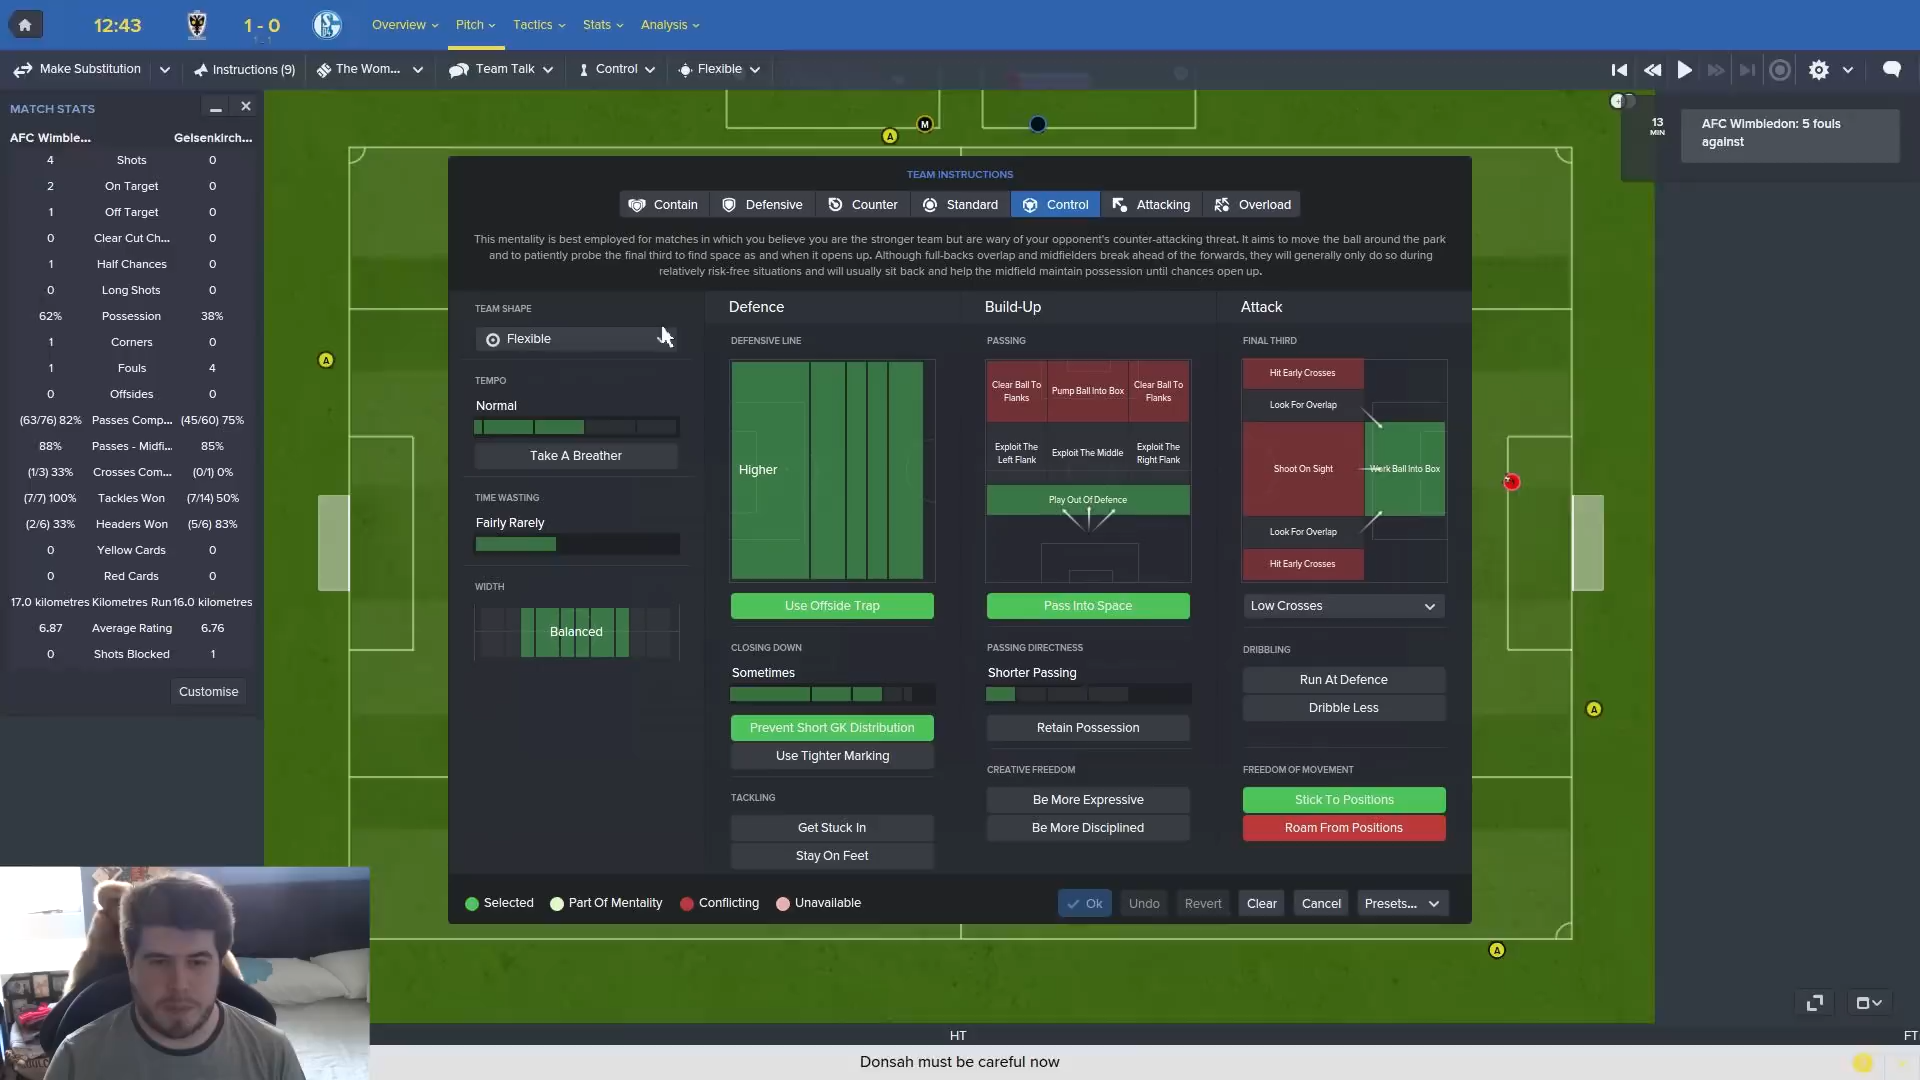 12:43
1 - 0
Overview
Pitch
Tactics
Stats
Analysis
Make Substitution
Instructions (9)
The Wom...
Team Talk
Control
Flexible
MATCH STATS
AFC Wimble... Gelsenkirch...
4 Shots 0
2 On Target 0
1 Off Target 0
0 Clear Cut Ch... 0
1 Half Chances 0
0 Long Shots 0
62% Possession 38%
1 Corners 0
1 Fouls 4
0 Offsides 0
(63/76) 82% Passes Comp... (45/60) 75%
88% Passes - Midfi... 85%
(1/3) 33% Crosses Com... (0/1) 0%
(7/7) 100% Tackles Won (7/14) 50%
(2/6) 33% Headers Won (5/6) 83%
0 Yellow Cards 0
0 Red Cards 0
17.0 kilometres Kilometres Run 16.0 kilometres
6.87 Average Rating 6.76
0 Shots Blocked 1
Customise
A
M
A
A
A
13
MIN
AFC Wimbledon: 5 fouls
against
TEAM INSTRUCTIONS
Contain
Defensive
Counter
Standard
Control
Attacking
Overload
This mentality is best employed for matches in which you believe you are the stronger team but are wary of your opponent's counter-attacking threat. It aims to move the ball around the park
and to patiently probe the final third to find space as and when it opens up. Although full-backs overlap and midfielders break ahead of the forwards, they will generally only do so during
relatively risk-free situations and will usually sit back and help the midfield maintain possession until chances open up.
TEAM SHAPE
Flexible
TEMPO
Normal
Take A Breather
TIME WASTING
Fairly Rarely
WIDTH
Balanced
Defence
DEFENSIVE LINE
Higher
Use Offside Trap
CLOSING DOWN
Sometimes
Prevent Short GK Distribution
Use Tighter Marking
TACKLING
Get Stuck In
Stay On Feet
Build-Up
PASSING
Clear Ball To
Flanks
Pump Ball Into Box
Clear Ball To
Flanks
Exploit The
Left Flank
Exploit The Middle
Exploit The
Right Flank
Play Out Of Defence
Pass Into Space
PASSING DIRECTNESS
Shorter Passing
Retain Possession
CREATIVE FREEDOM
Be More Expressive
Be More Disciplined
Attack
FINAL THIRD
Hit Early Crosses
Look For Overlap
Shoot On Sight
Work Ball Into Box
Look For Overlap
Hit Early Crosses
Low Crosses
DRIBBLING
Run At Defence
Dribble Less
FREEDOM OF MOVEMENT
Stick To Positions
Roam From Positions
Selected
Part Of Mentality
Conflicting
Unavailable
Ok
Undo
Revert
Clear
Cancel
Presets...
HT
FT
Donsah must be careful now